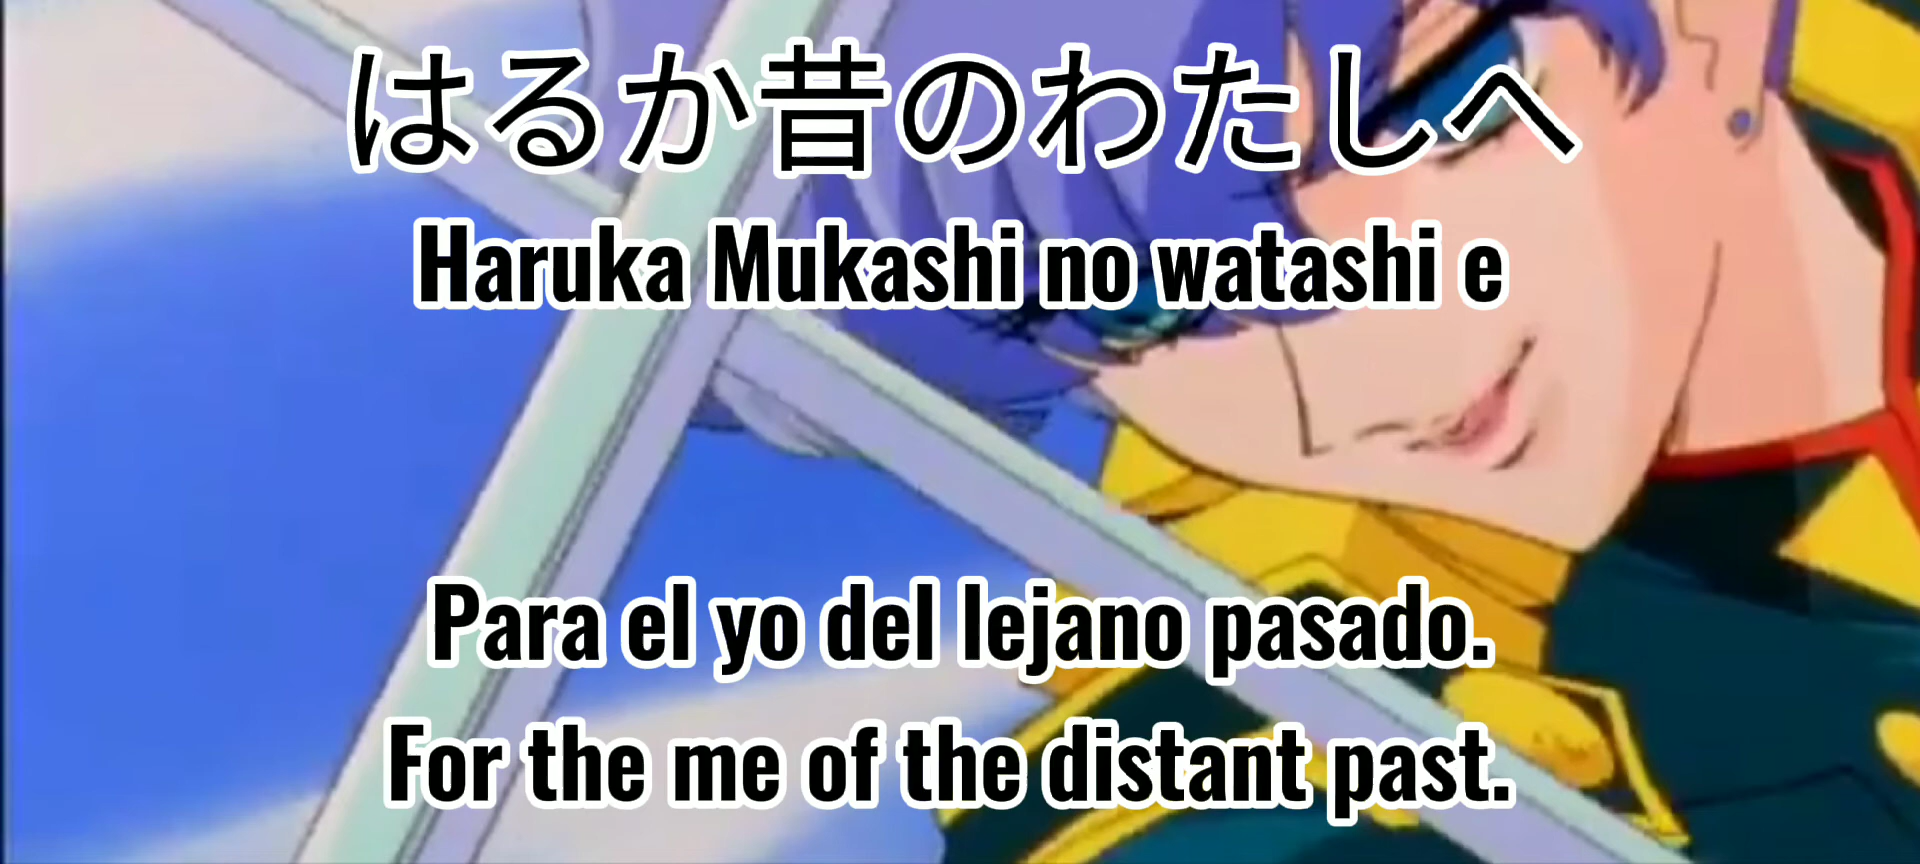 はるか昔のわたしへ
Haruka Mukashi no watashi e
Para el yo del lejano pasado.
For the me of the distant past.